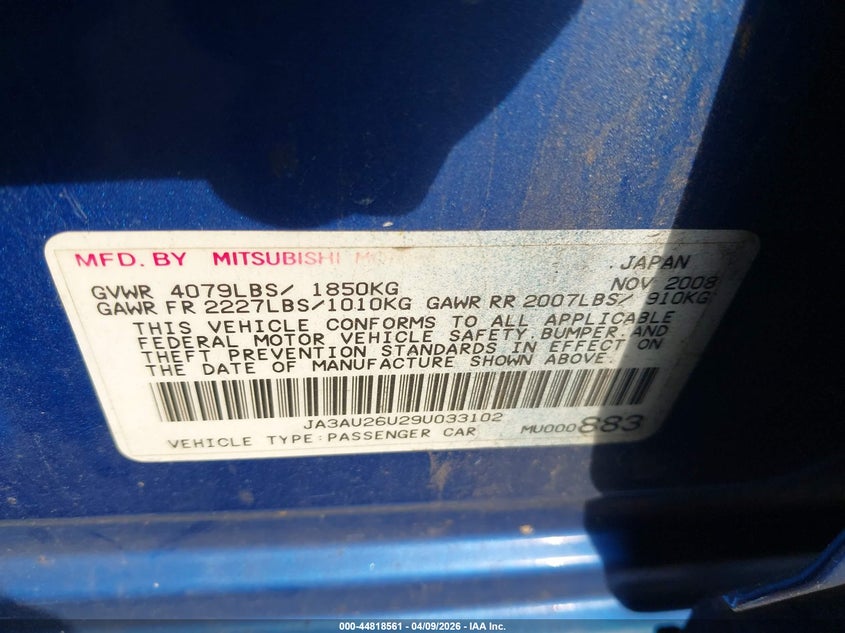 MFD. BY MITSUBISHI JAPAN
GVWR 4079LBS/ 1850KG NOV 2008
GAWR FR 2227LBS/1010KG GAWR RR 2007LBS/ 910KG
THIS VEHICLE CONFORMS TO ALL APPLICABLE
FEDERAL MOTOR VEHICLE SAFETY, BUMPER, AND
THEFT PREVENTION STANDARDS IN EFFECT ON
THE DATE OF MANUFACTURE SHOWN ABOVE.
JA3AU26U29U033102
VEHICLE TYPE: PASSENGER CAR MU000883
000-44818561 | 04/09/2026 - © IAA Inc.